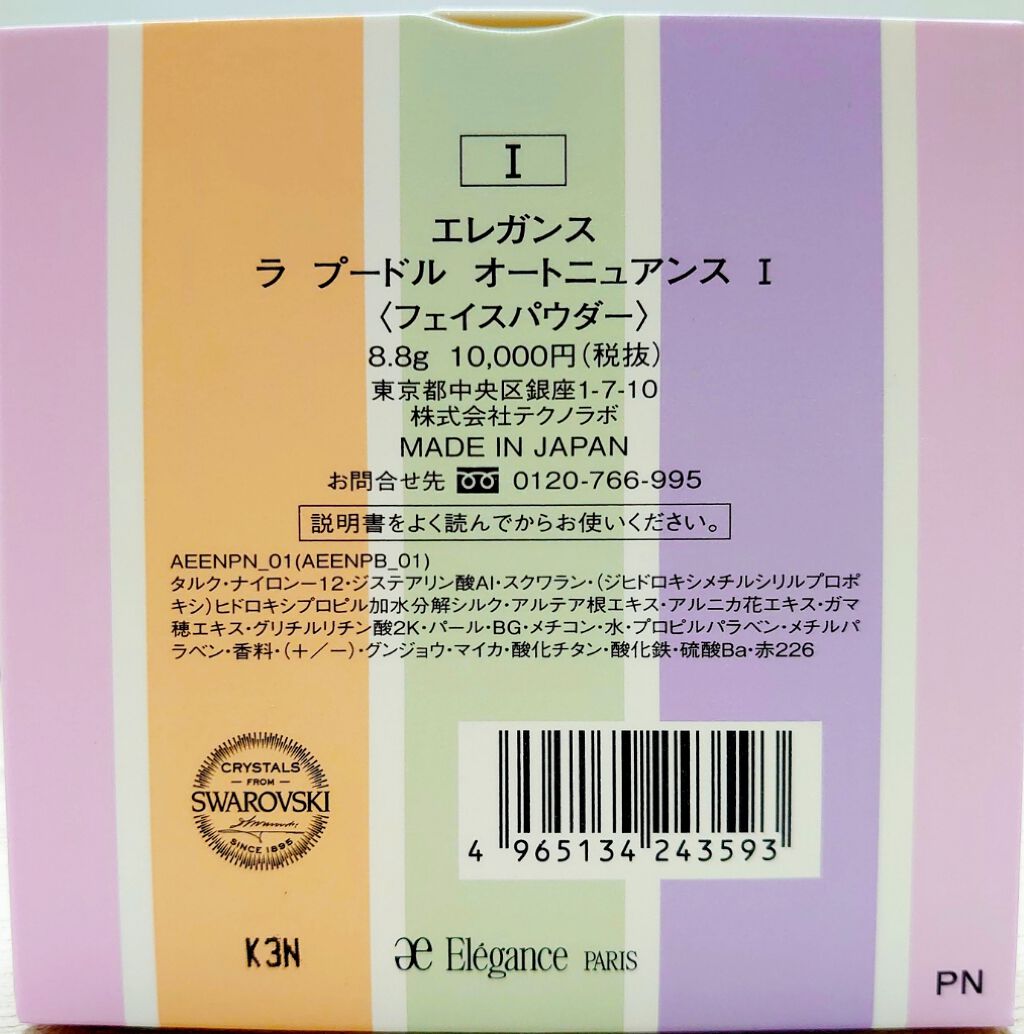 I
エレガンス
ラ プードル オートニュアンス I
〈フェイスパウダー〉
8.8g 10,000円(税抜)
東京都中央区銀座1-7-10
株式会社テクノラボ
MADE IN JAPAN
お問合せ先 0120-766-995
説明書をよく読んでからお使いください。
AEENPN_01(AEENPB_01)
タルク・ナイロン−12・ジステアリン酸Al・スクワラン・(ジヒドロキシメチルシリルプロポ
キシ)ヒドロキシプロピル加水分解シルク・アルテア根エキス・アルニカ花エキス・ガマ
穂エキス・グリチルリチン酸2K・パール・BG・メチコン・水・プロピルパラベン・メチルパ
ラベン・香料・(+/−)・グンジョウ・マイカ・酸化チタン・酸化鉄・硫酸Ba・赤226
CRYSTALS
– FROM –
SWAROVSKI
SINCE 1895
4 965134 243593
K3N
æ Elégance PARIS
PN